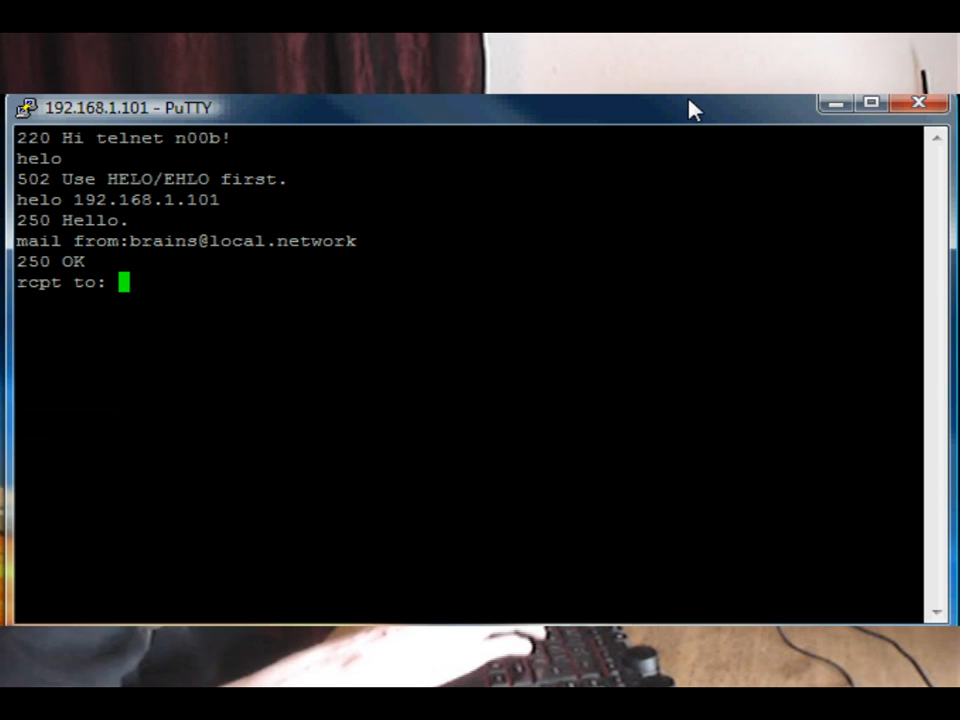 192.168.1.101 - PuTTY
220 Hi telnet n00b!
helo
502 Use HELO/EHLO first.
helo 192.168.1.101
250 Hello.
mail from:brains@local.network
250 OK
rcpt to: